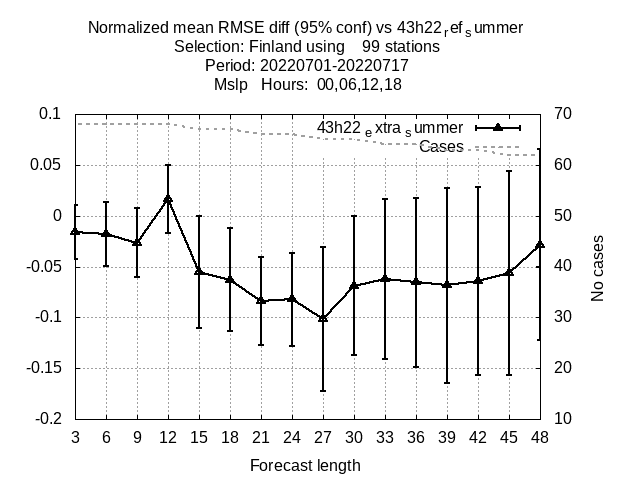 Normalized mean RMSE diff (95% conf) vs 43h22refsummer
Selection: Finland using 99 stations
Period: 20220701-20220717
Mslp Hours: 00,06,12,18
0.1
0.05
0
-0.05
-0.1
-0.15
-0.2
43h22extrasummer
Cases
70
60
50
40
30
20
10
No cases
3 6 9 12 15 18 21 24 27 30 33 36 39 42 45 48
Forecast length